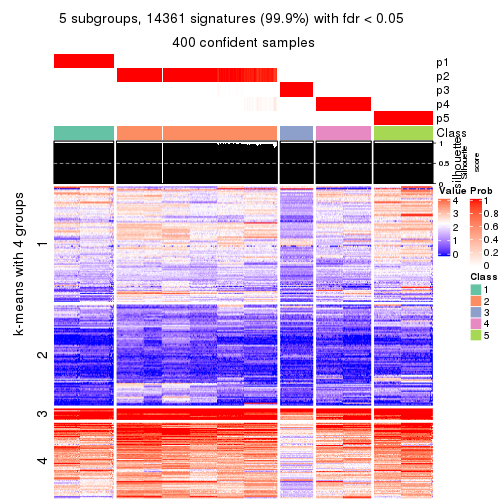 5 subgroups, 14361 signatures (99.9%) with fdr < 0.05
400 confident samples
p1
p2
p3
p4
p5
Class
silhouette
Silhouette
score
1
0.5
0
k-means with 4 groups
1
2
3
4
Value
4
3
2
1
0
Prob
1
0.8
0.6
0.4
0.2
0
Class
1
2
3
4
5